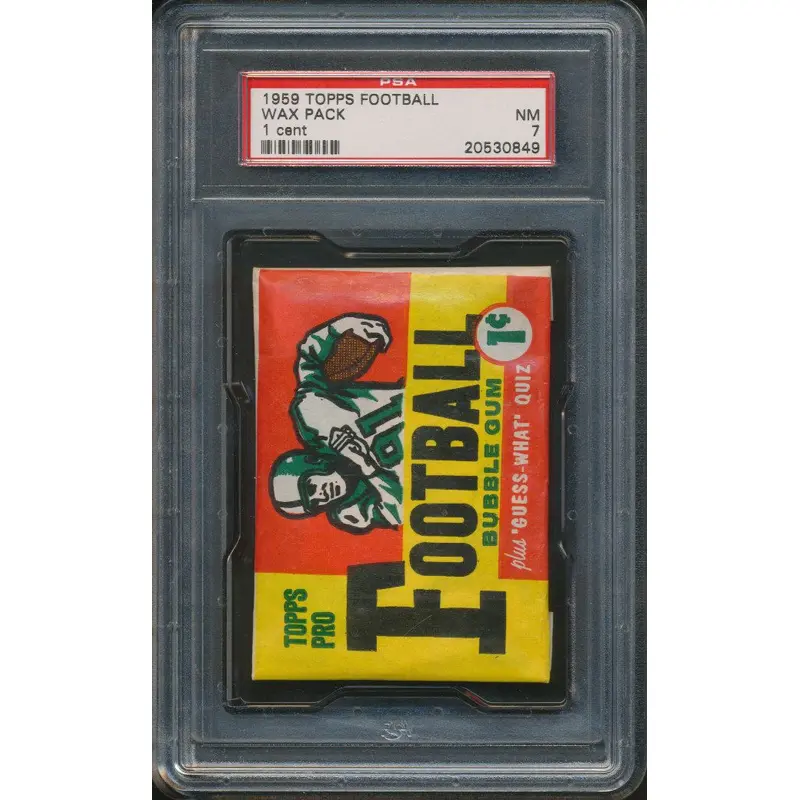 PSA
1959 TOPPS FOOTBALL
WAX PACK
NM
1 cent
7
20530849
TOPPS
PRO
FOOTBALL
1¢
BUBBLE GUM
plus 'GUESS-WHAT' QUIZ